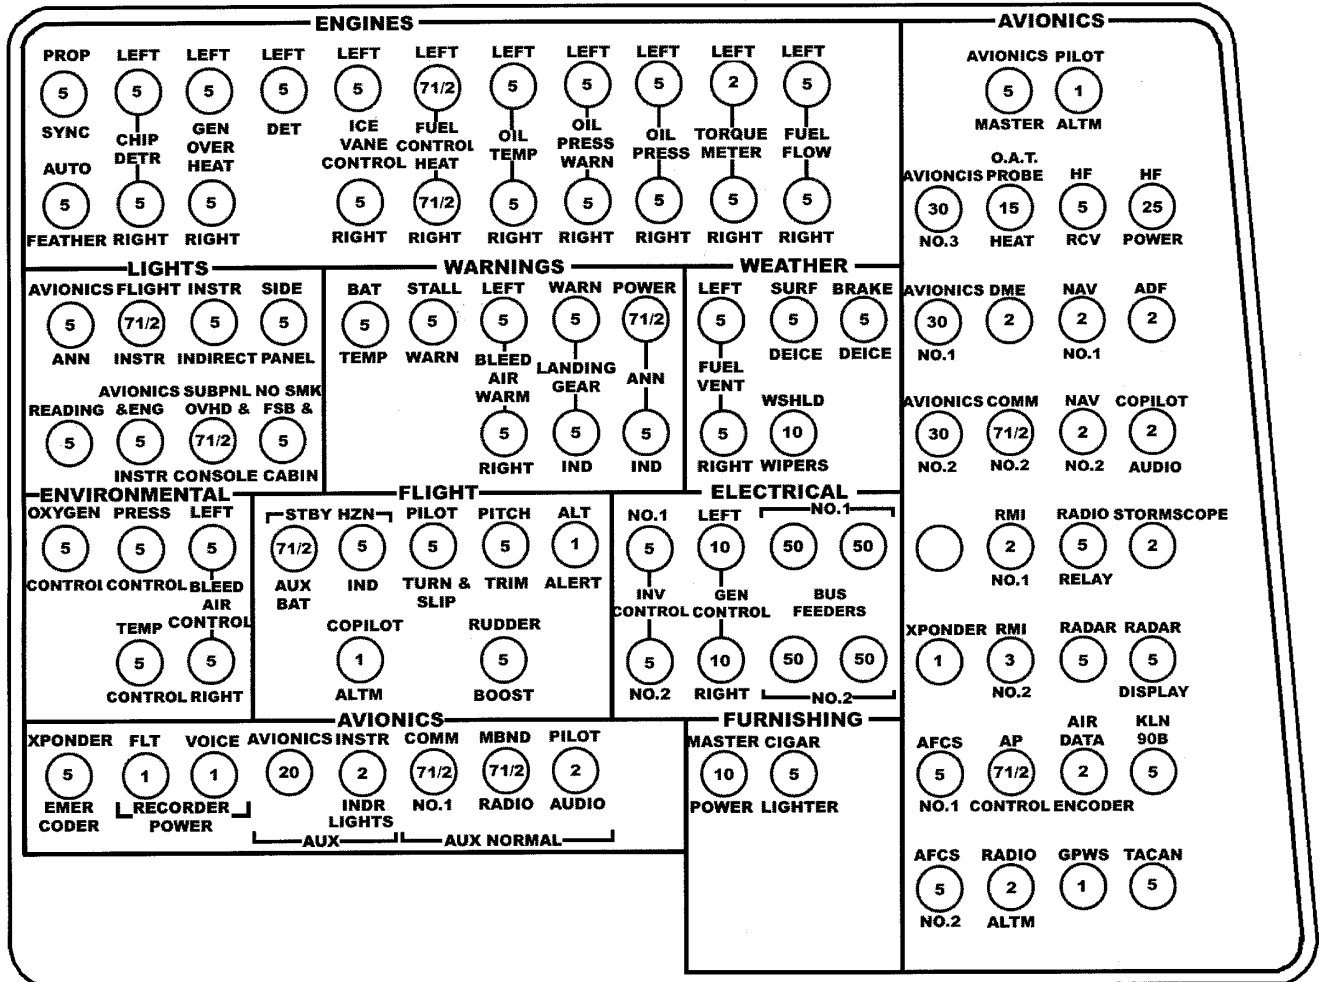 ENGINES
PROP LEFT LEFT LEFT LEFT LEFT LEFT LEFT LEFT LEFT LEFT
5 5 5 5 5 71/2 5 5 5 2 5
SYNC CHIP DETR GEN OVER HEAT DET ICE VANE CONTROL FUEL CONTROL HEAT OIL TEMP OIL PRESS WARN OIL PRESS TORQUE METER FUEL FLOW
AUTO
5 5 5 5 71/2 5 5 5 5 5
FEATHER RIGHT RIGHT RIGHT RIGHT RIGHT RIGHT RIGHT RIGHT RIGHT
LIGHTS
AVIONICS FLIGHT INSTR SIDE
5 71/2 5 5
ANN INSTR INDIRECT PANEL
AVIONICS SUBPNL NO SMK
READING &ENG OVHD & FSB &
5 5 71/2 5
INSTR CONSOLE CABIN
WARNINGS
BAT STALL LEFT WARN POWER
5 5 5 5 71/2
TEMP WARN BLEED AIR WARM LANDING GEAR ANN
5 5 5
RIGHT IND IND
WEATHER
LEFT SURF BRAKE
5 5 5
DEICE DEICE
FUEL
VENT
WSHLD
5 10
RIGHT WIPERS
ENVIRONMENTAL
OXYGEN PRESS LEFT
5 5 5
CONTROL CONTROL BLEED
AIR
TEMP CONTROL
5 5
CONTROL RIGHT
FLIGHT
STBY HZN PILOT PITCH ALT
71/2 5 5 5 1
AUX BAT IND TURN & SLIP TRIM ALERT
COPILOT RUDDER
1 5
ALTM BOOST
ELECTRICAL
NO.1 LEFT NO.1
5 10 50 50
INV CONTROL GEN CONTROL BUS FEEDERS
5 10 50 50
NO.2 RIGHT NO.2
AVIONICS
XPONDER FLT VOICE AVIONICS INSTR COMM MBND PILOT
5 1 1 20 2 71/2 71/2 2
EMER CODER RECORDER POWER INDR LIGHTS NO.1 RADIO AUDIO
AUX AUX NORMAL
FURNISHING
MASTER CIGAR
10 5
POWER LIGHTER
AVIONICS
AVIONICS PILOT
5 1
MASTER ALTM
O.A.T.
AVIONCIS PROBE HF HF
30 15 5 25
NO.3 HEAT RCV POWER
AVIONICS DME NAV ADF
30 2 2 2
NO.1 NO.1
AVIONICS COMM NAV COPILOT
30 71/2 2 2
NO.2 NO.2 NO.2 AUDIO
RMI RADIO STORMSCOPE
2 5 2
NO.1 RELAY
XPONDER RMI RADAR RADAR
1 3 5 5
NO.2 DISPLAY
AIR KLN
AFCS AP DATA 90B
5 71/2 2 5
NO.1 CONTROL ENCODER
AFCS RADIO GPWS TACAN
5 2 1 5
NO.2 ALTM